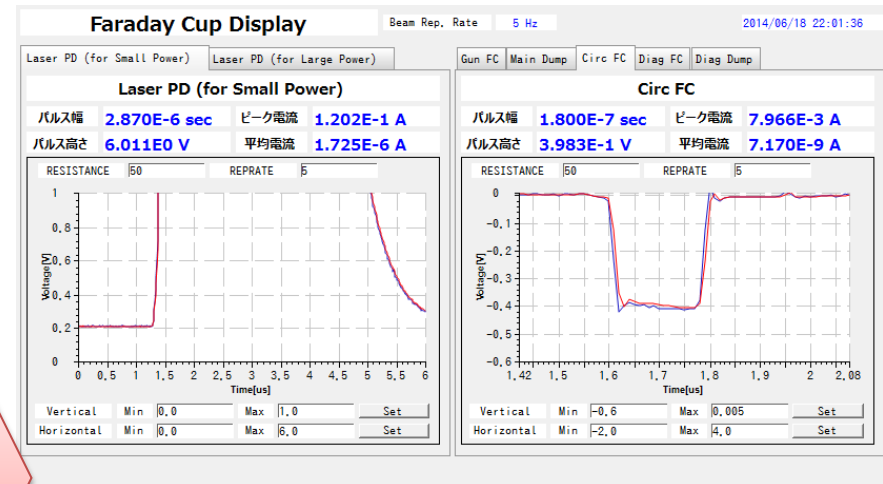 Faraday Cup Display
Beam Rep. Rate 5 Hz
2014/06/18 22:01:36
Laser PD (for Small Power) Laser PD (for Large Power)
Laser PD (for Small Power)
パルス幅 2.870E-6 sec ピーク電流 1.202E-1 A
パルス高さ 6.011E0 V 平均電流 1.725E-6 A
RESISTANCE 50 REPRATE 5
Voltage[V]
1
0.8
0.6
0.4
0.2
0
0 0.5 1 1.5 2 2.5 3 3.5 4 4.5 5 5.5 6
Time[us]
Vertical Min 0.0 Max 1.0 Set
Horizontal Min 0.0 Max 6.0 Set
Gun FC Main Dump Circ FC Diag FC Diag Dump
Circ FC
パルス幅 1.800E-7 sec ピーク電流 7.966E-3 A
パルス高さ 3.983E-1 V 平均電流 7.170E-9 A
RESISTANCE 50 REPRATE 5
Voltage[V]
0
-0.1
-0.2
-0.3
-0.4
-0.5
-0.6
1.42 1.5 1.6 1.7 1.8 1.9 2 2.08
Time[us]
Vertical Min -0.6 Max 0.005 Set
Horizontal Min -2.0 Max 4.0 Set